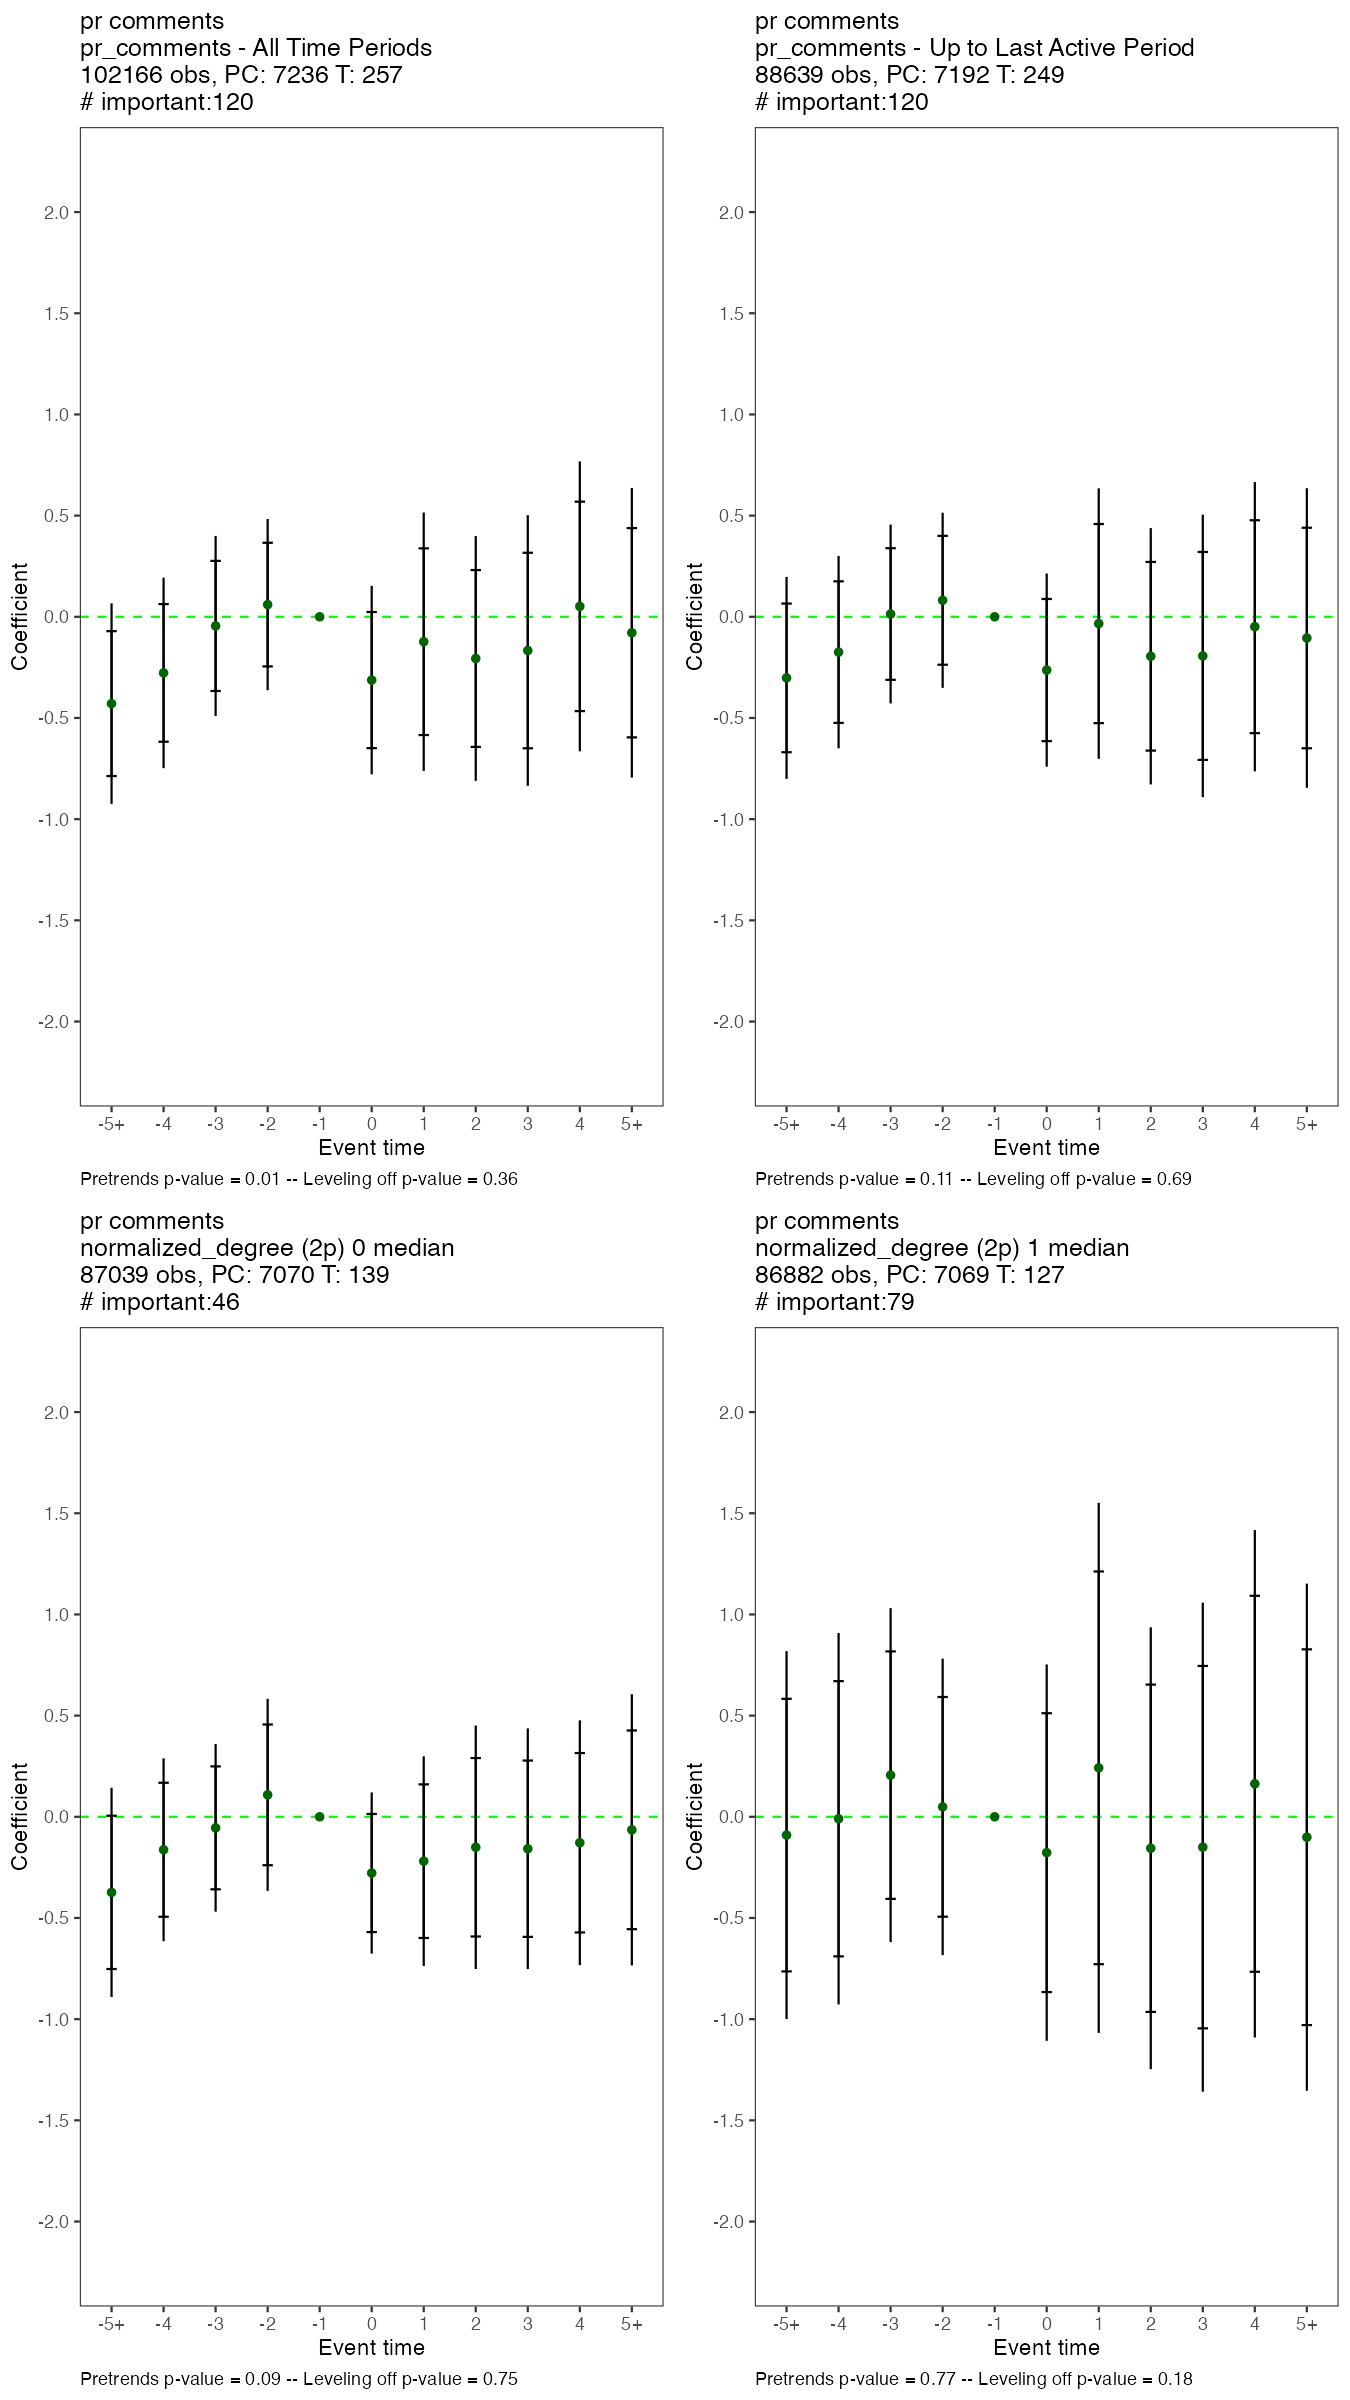 pr comments
pr_comments - All Time Periods
102166 obs, PC: 7236 T: 257
# important:120
Coefficient
2.0
1.5
1.0
0.5
0.0
-0.5
-1.0
-1.5
-2.0
-5+ -4 -3 -2 -1 0 1 2 3 4 5+
Event time
Pretrends p-value = 0.01 -- Leveling off p-value = 0.36
pr comments
pr_comments - Up to Last Active Period
88639 obs, PC: 7192 T: 249
# important:120
Coefficient
2.0
1.5
1.0
0.5
0.0
-0.5
-1.0
-1.5
-2.0
-5+ -4 -3 -2 -1 0 1 2 3 4 5+
Event time
Pretrends p-value = 0.11 -- Leveling off p-value = 0.69
pr comments
normalized_degree (2p) 0 median
87039 obs, PC: 7070 T: 139
# important:46
Coefficient
2.0
1.5
1.0
0.5
0.0
-0.5
-1.0
-1.5
-2.0
-5+ -4 -3 -2 -1 0 1 2 3 4 5+
Event time
Pretrends p-value = 0.09 -- Leveling off p-value = 0.75
pr comments
normalized_degree (2p) 1 median
86882 obs, PC: 7069 T: 127
# important:79
Coefficient
2.0
1.5
1.0
0.5
0.0
-0.5
-1.0
-1.5
-2.0
-5+ -4 -3 -2 -1 0 1 2 3 4 5+
Event time
Pretrends p-value = 0.77 -- Leveling off p-value = 0.18